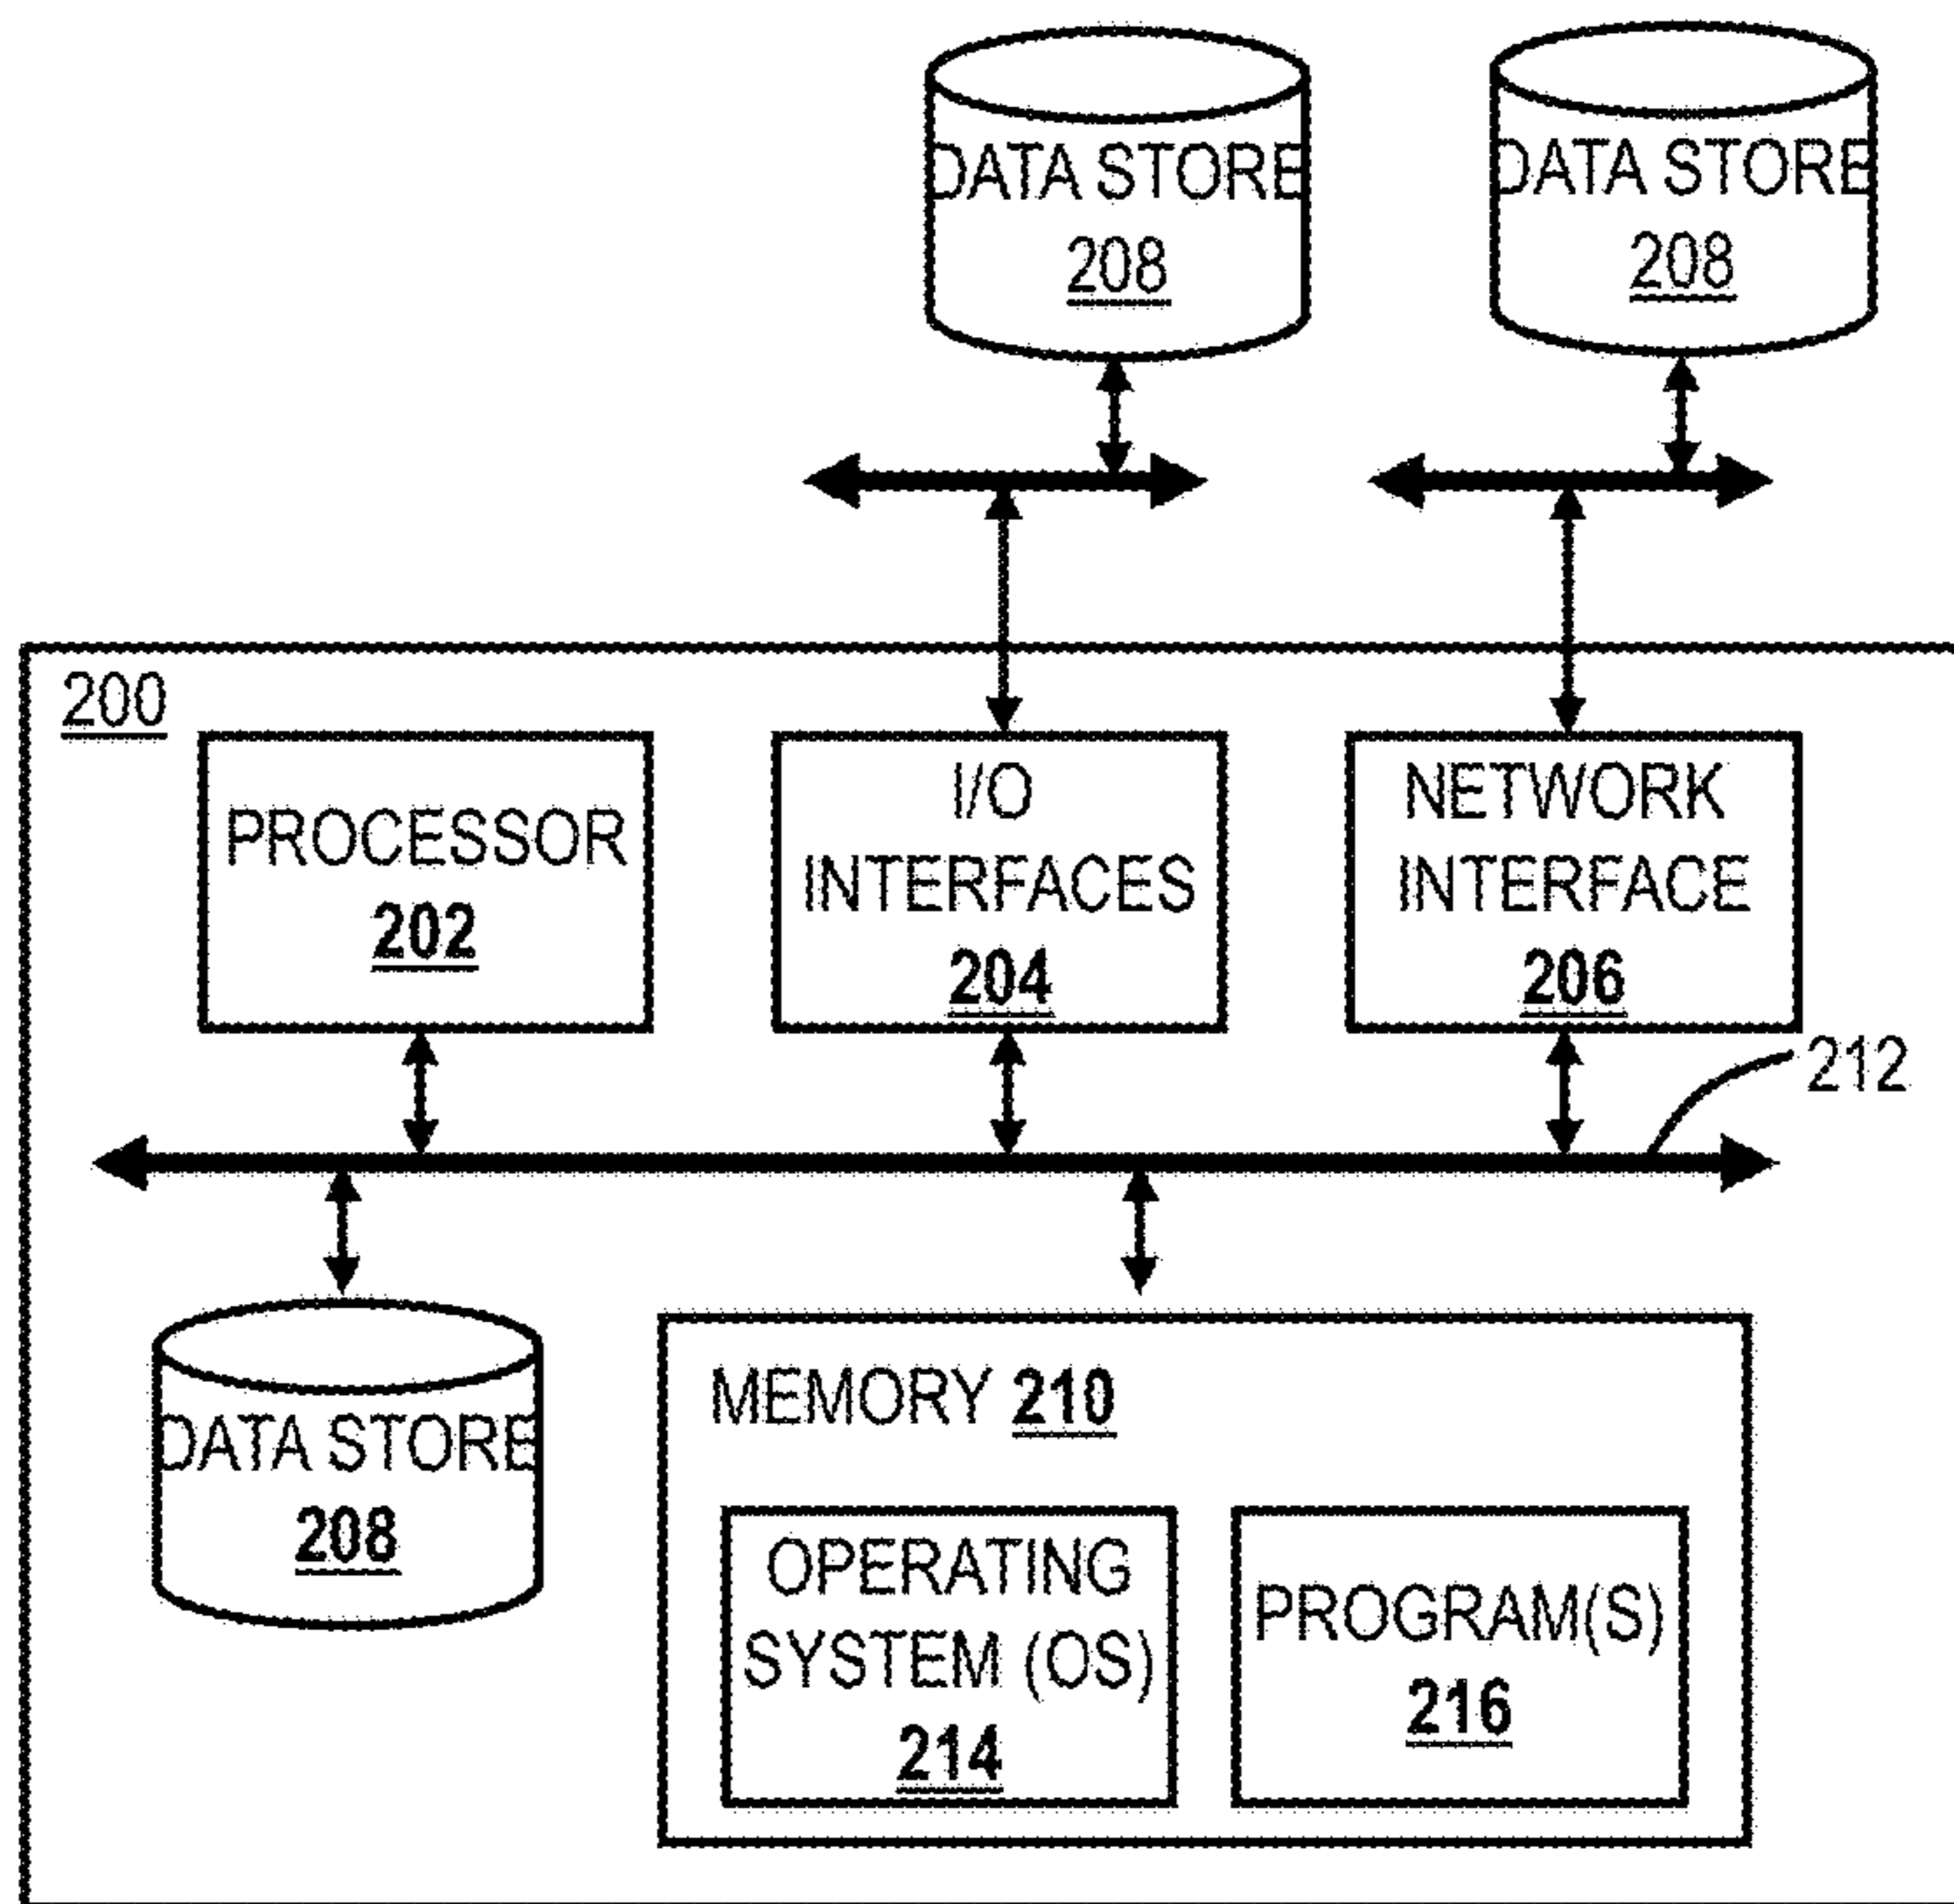 DATA STORE
208
DATA STORE
208
200
PROCESSOR
202
I/O
INTERFACES
204
NETWORK
INTERFACE
206
212
DATA STORE
208
MEMORY 210
OPERATING
SYSTEM (OS)
214
PROGRAM(S)
216